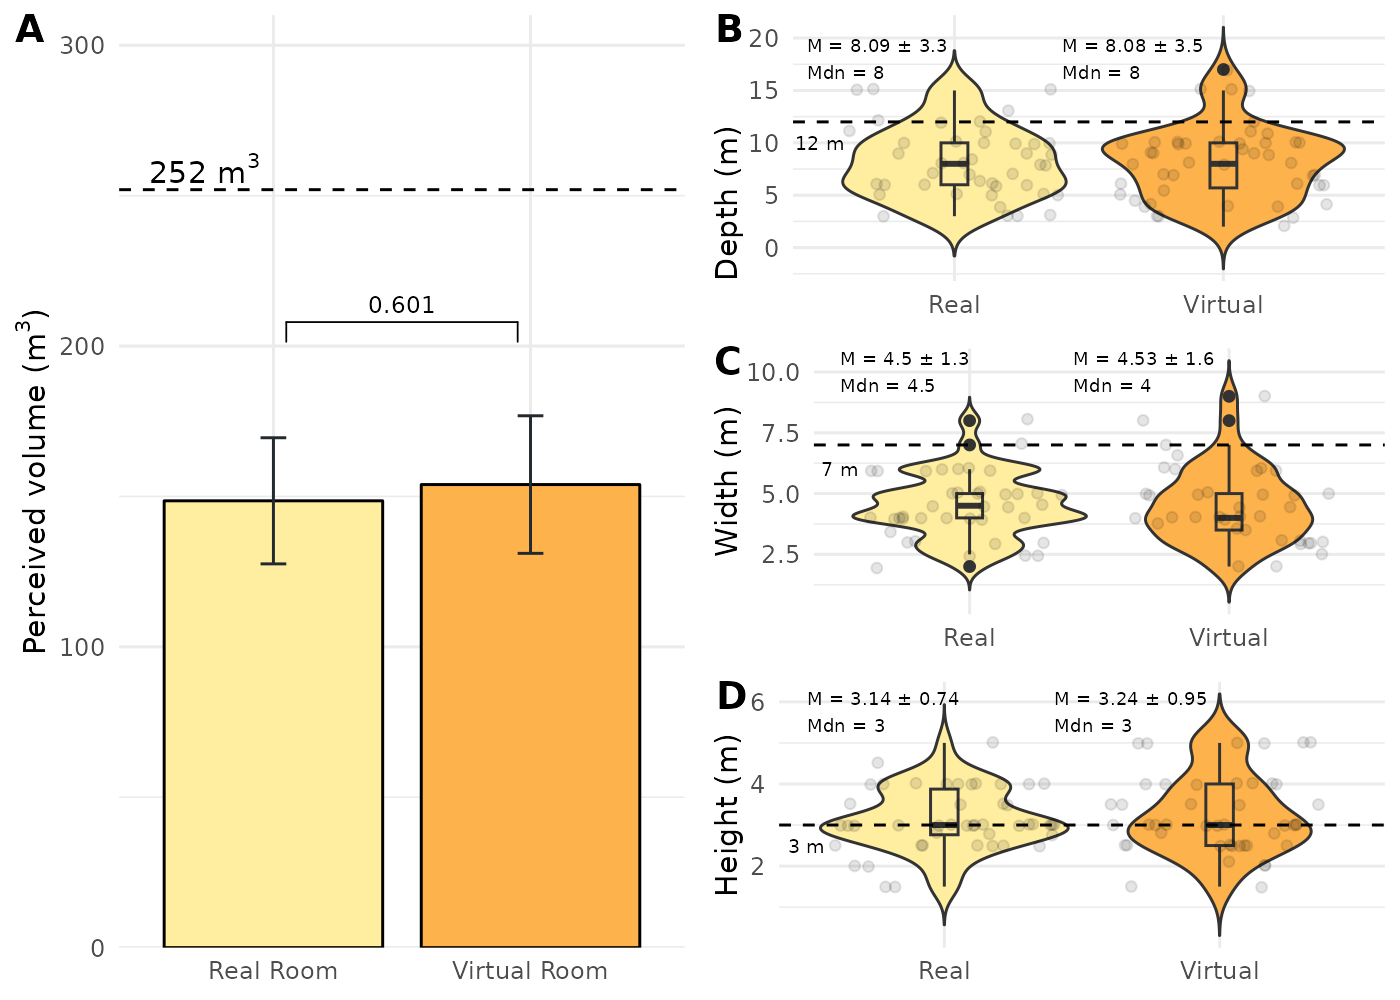 A
Perceived volume (m³)
300
200
100
0
252 m³
0.601
Real Room
Virtual Room
B
Depth (m)
20
15
10
5
0
M = 8.09 ± 3.3
Mdn = 8
M = 8.08 ± 3.5
Mdn = 8
12 m
Real
Virtual
C
Width (m)
10.0
7.5
5.0
2.5
M = 4.5 ± 1.3
Mdn = 4.5
M = 4.53 ± 1.6
Mdn = 4
7 m
Real
Virtual
D
Height (m)
6
4
2
M = 3.14 ± 0.74
Mdn = 3
M = 3.24 ± 0.95
Mdn = 3
3 m
Real
Virtual